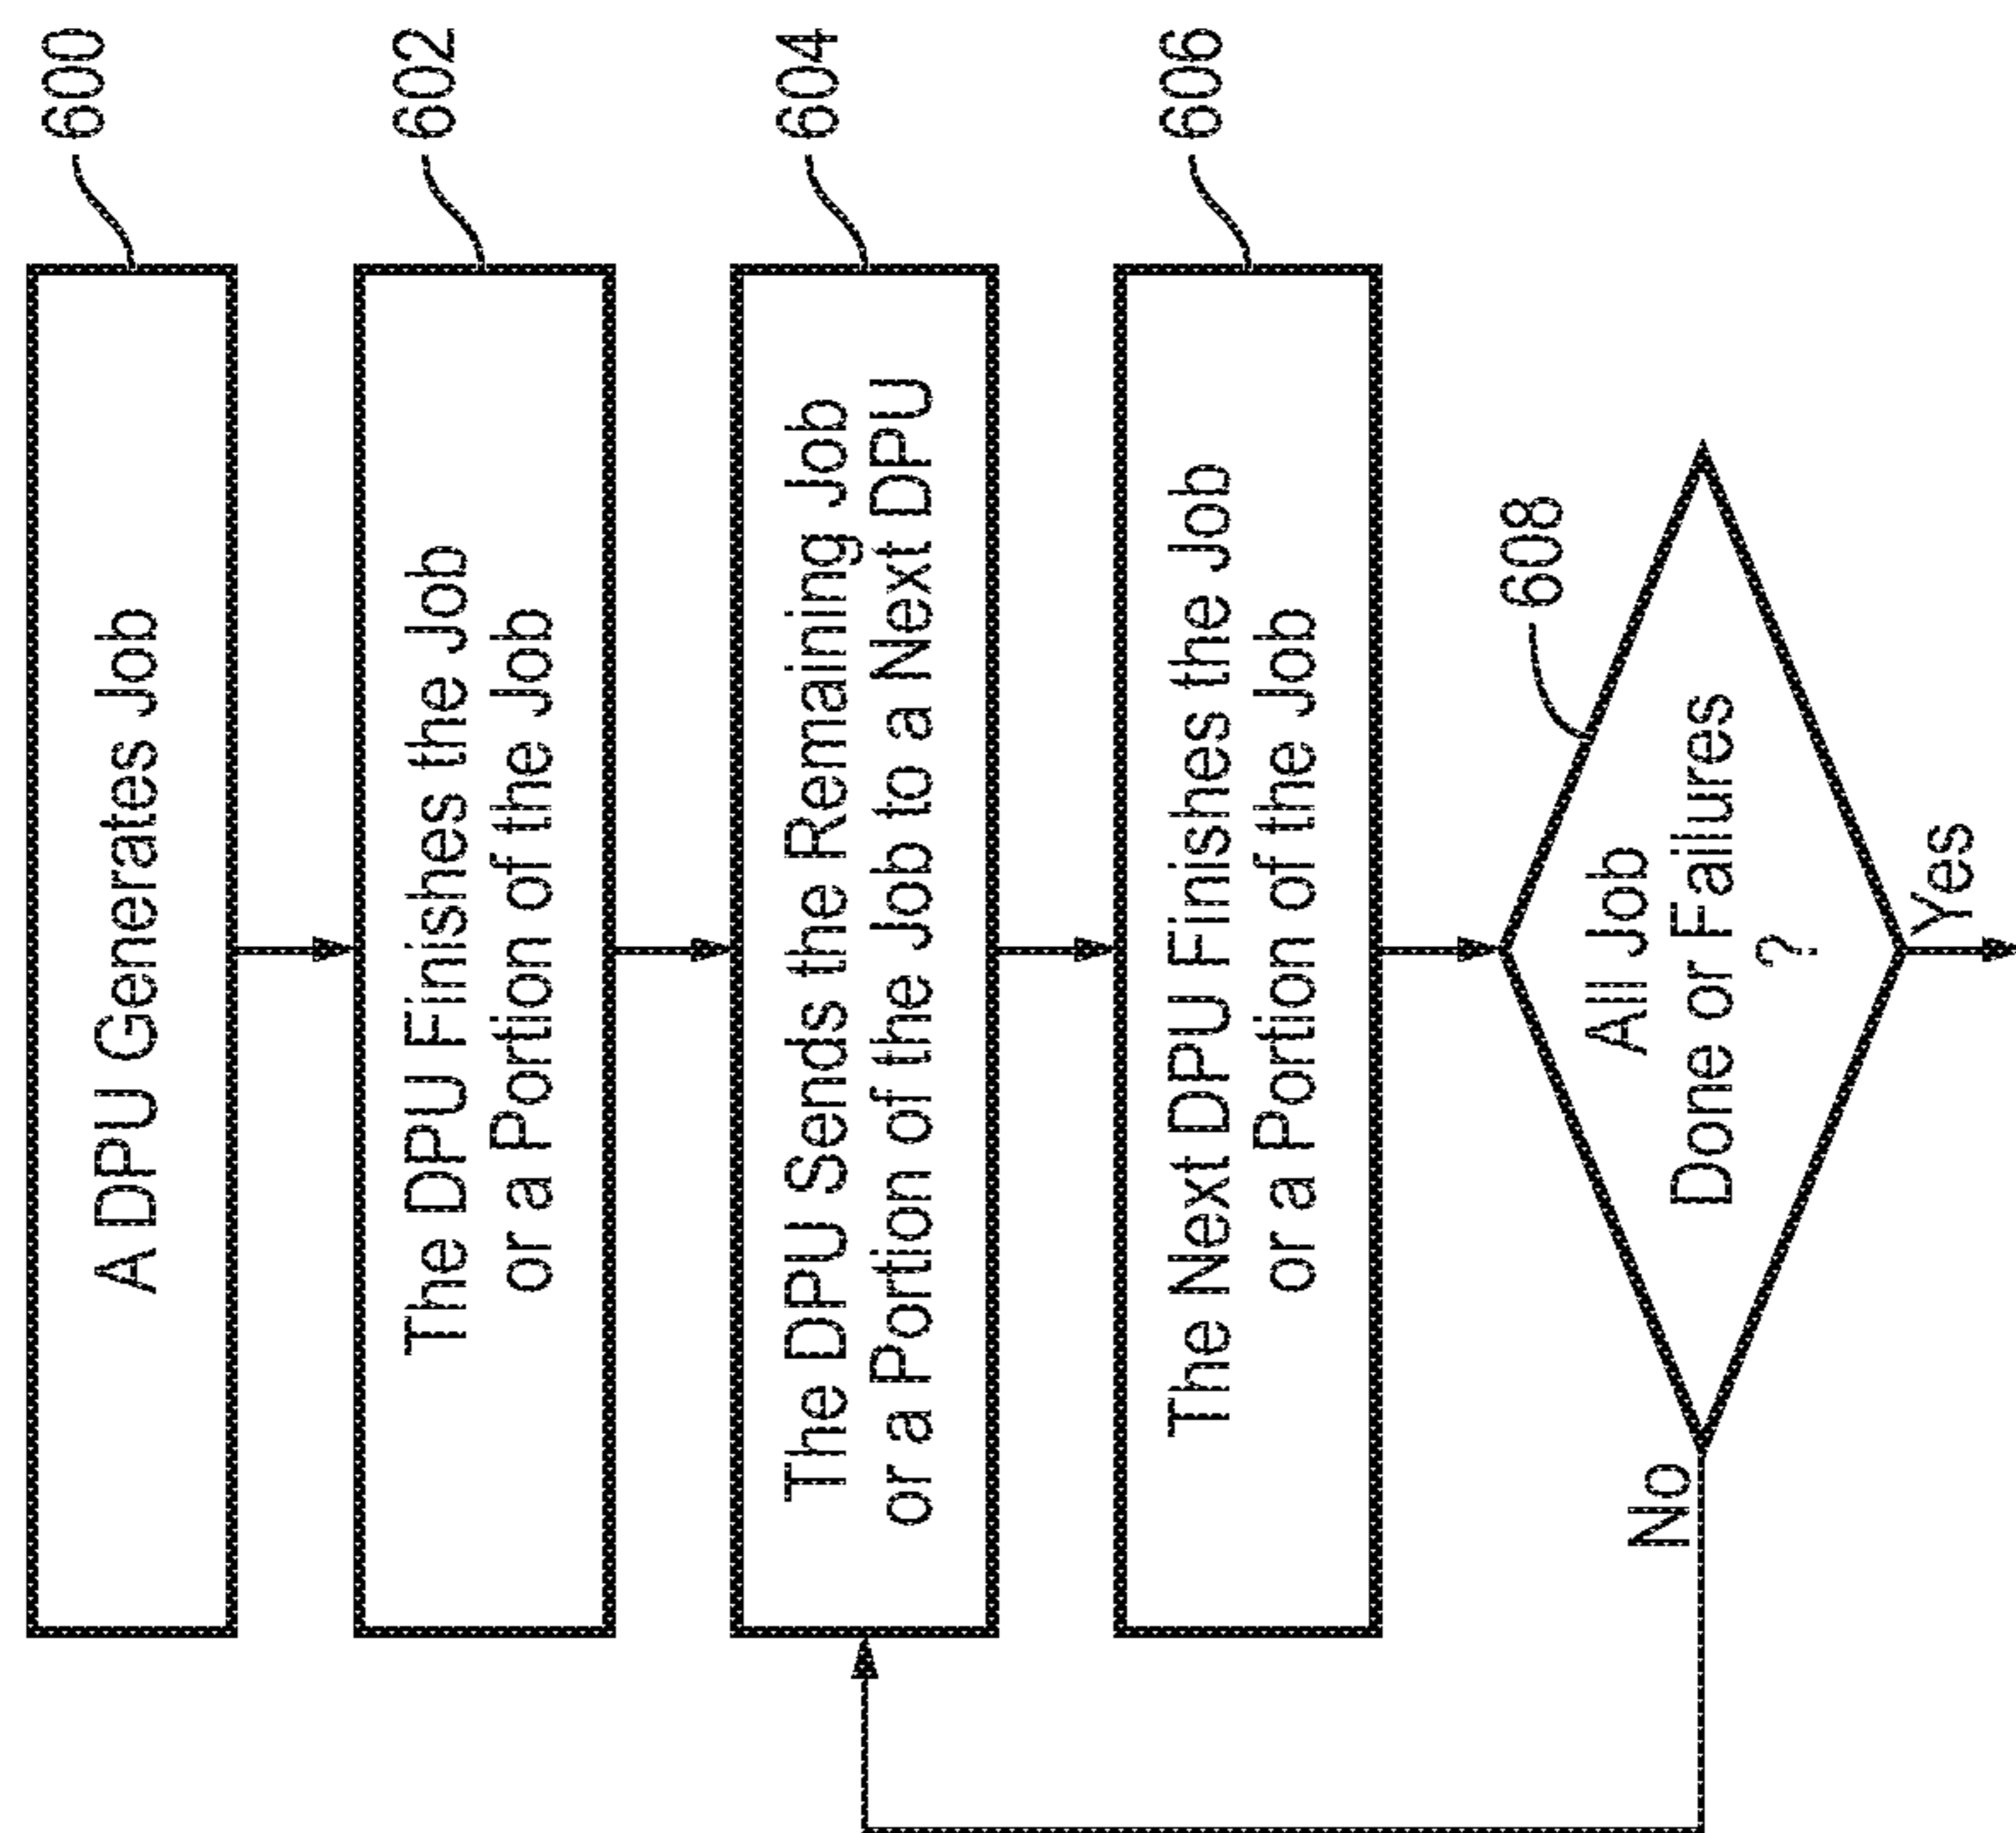 A DPU Generates Job
600
The DPU Finishes the Job
or a Portion of the Job
602
The DPU Sends the Remaining Job
or a Portion of the Job to a Next DPU
604
The Next DPU Finishes the Job
or a Portion of the Job
606
All Job
Done or Failures
?
608
No
Yes